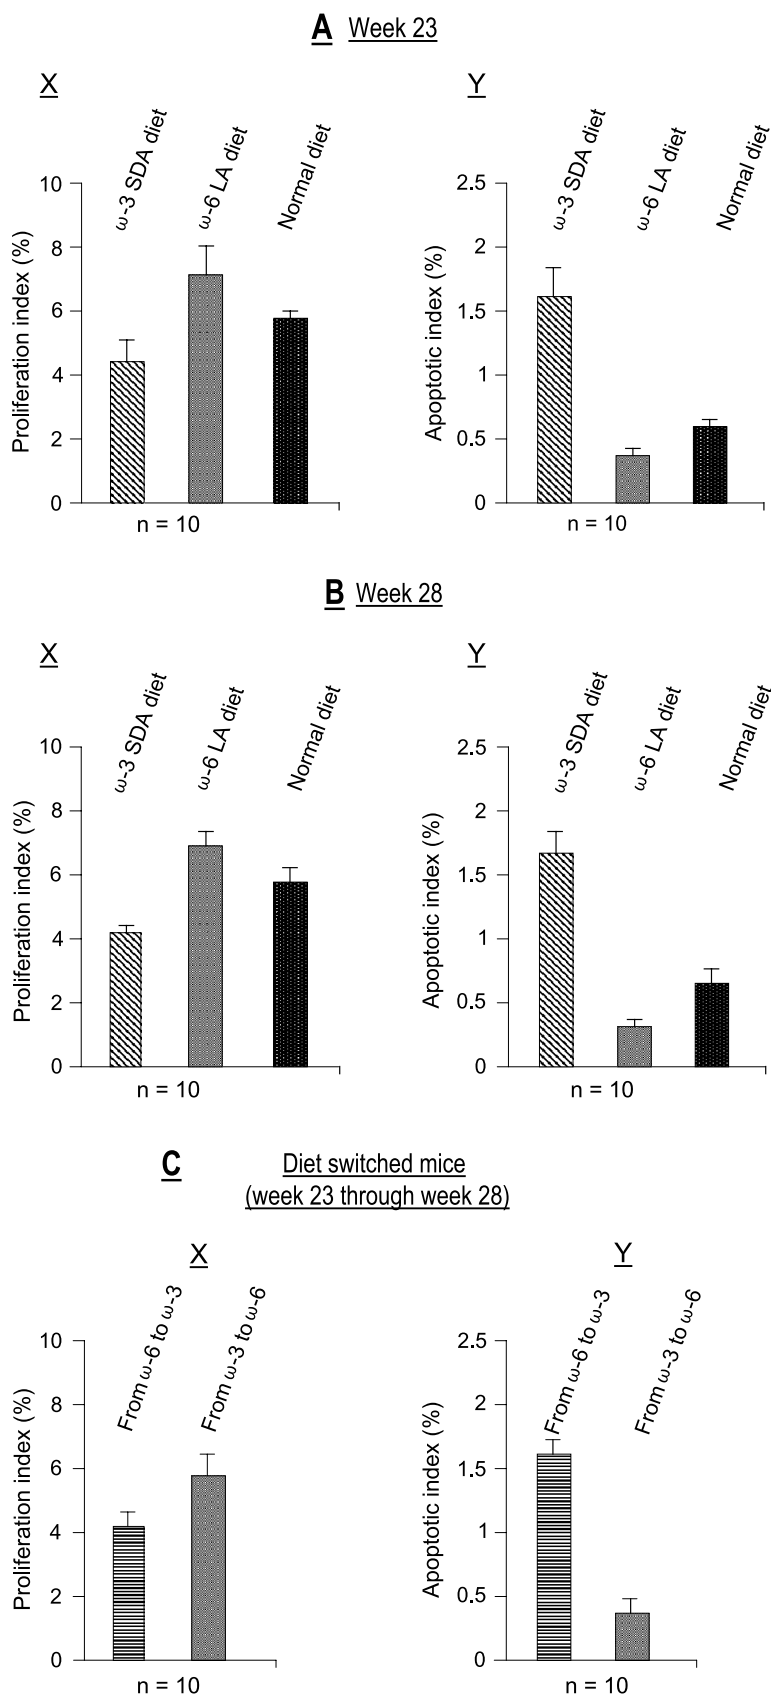 A Week 23
X
Y
ω-3 SDA diet
ω-6 LA diet
Normal diet
ω-3 SDA diet
ω-6 LA diet
Normal diet
Proliferation index (%)
10
8
6
4
2
0
n = 10
Apoptotic index (%)
2.5
2
1.5
1
0.5
0
n = 10
B Week 28
X
Y
ω-3 SDA diet
ω-6 LA diet
Normal diet
ω-3 SDA diet
ω-6 LA diet
Normal diet
Proliferation index (%)
10
8
6
4
2
0
n = 10
Apoptotic index (%)
2.5
2
1.5
1
0.5
0
n = 10
C Diet switched mice
(week 23 through week 28)
X
Y
From ω-6 to ω-3
From ω-3 to ω-6
From ω-6 to ω-3
From ω-3 to ω-6
Proliferation index (%)
10
8
6
4
2
0
n = 10
Apoptotic index (%)
2.5
2
1.5
1
0.5
0
n = 10